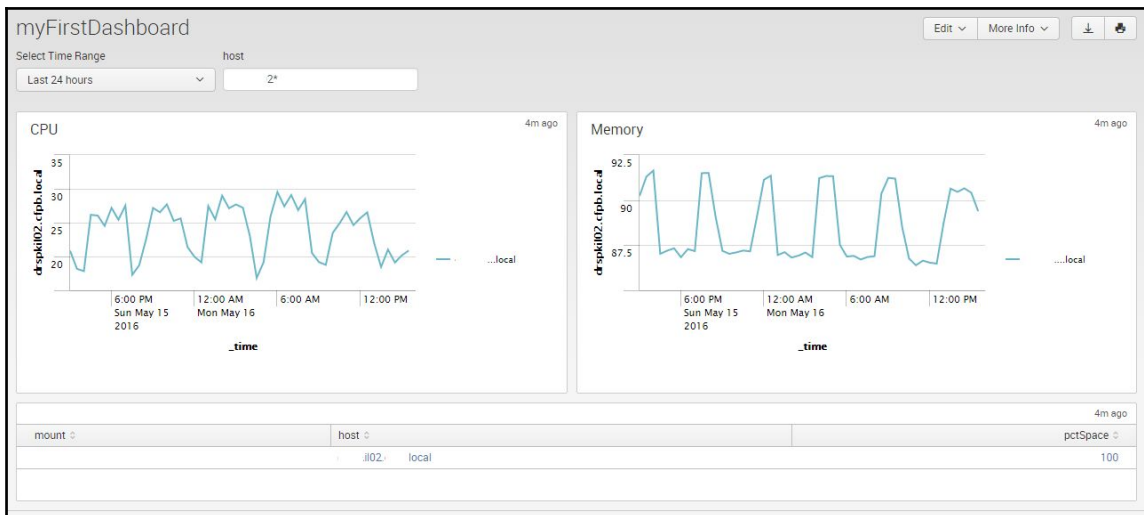 myFirstDashboard
Edit More Info
Select Time Range host
Last 24 hours 2*
CPU 4m ago
35
30
25
20
drspkil02.cfpb.local
6:00 PM 12:00 AM 6:00 AM 12:00 PM
Sun May 15 Mon May 16
2016
_time
...local
Memory 4m ago
92.5
90
87.5
drspkil02.cfpb.local
6:00 PM 12:00 AM 6:00 AM 12:00 PM
Sun May 15 Mon May 16
2016
_time
....local
4m ago
mount host pctSpace
.il02. local 100